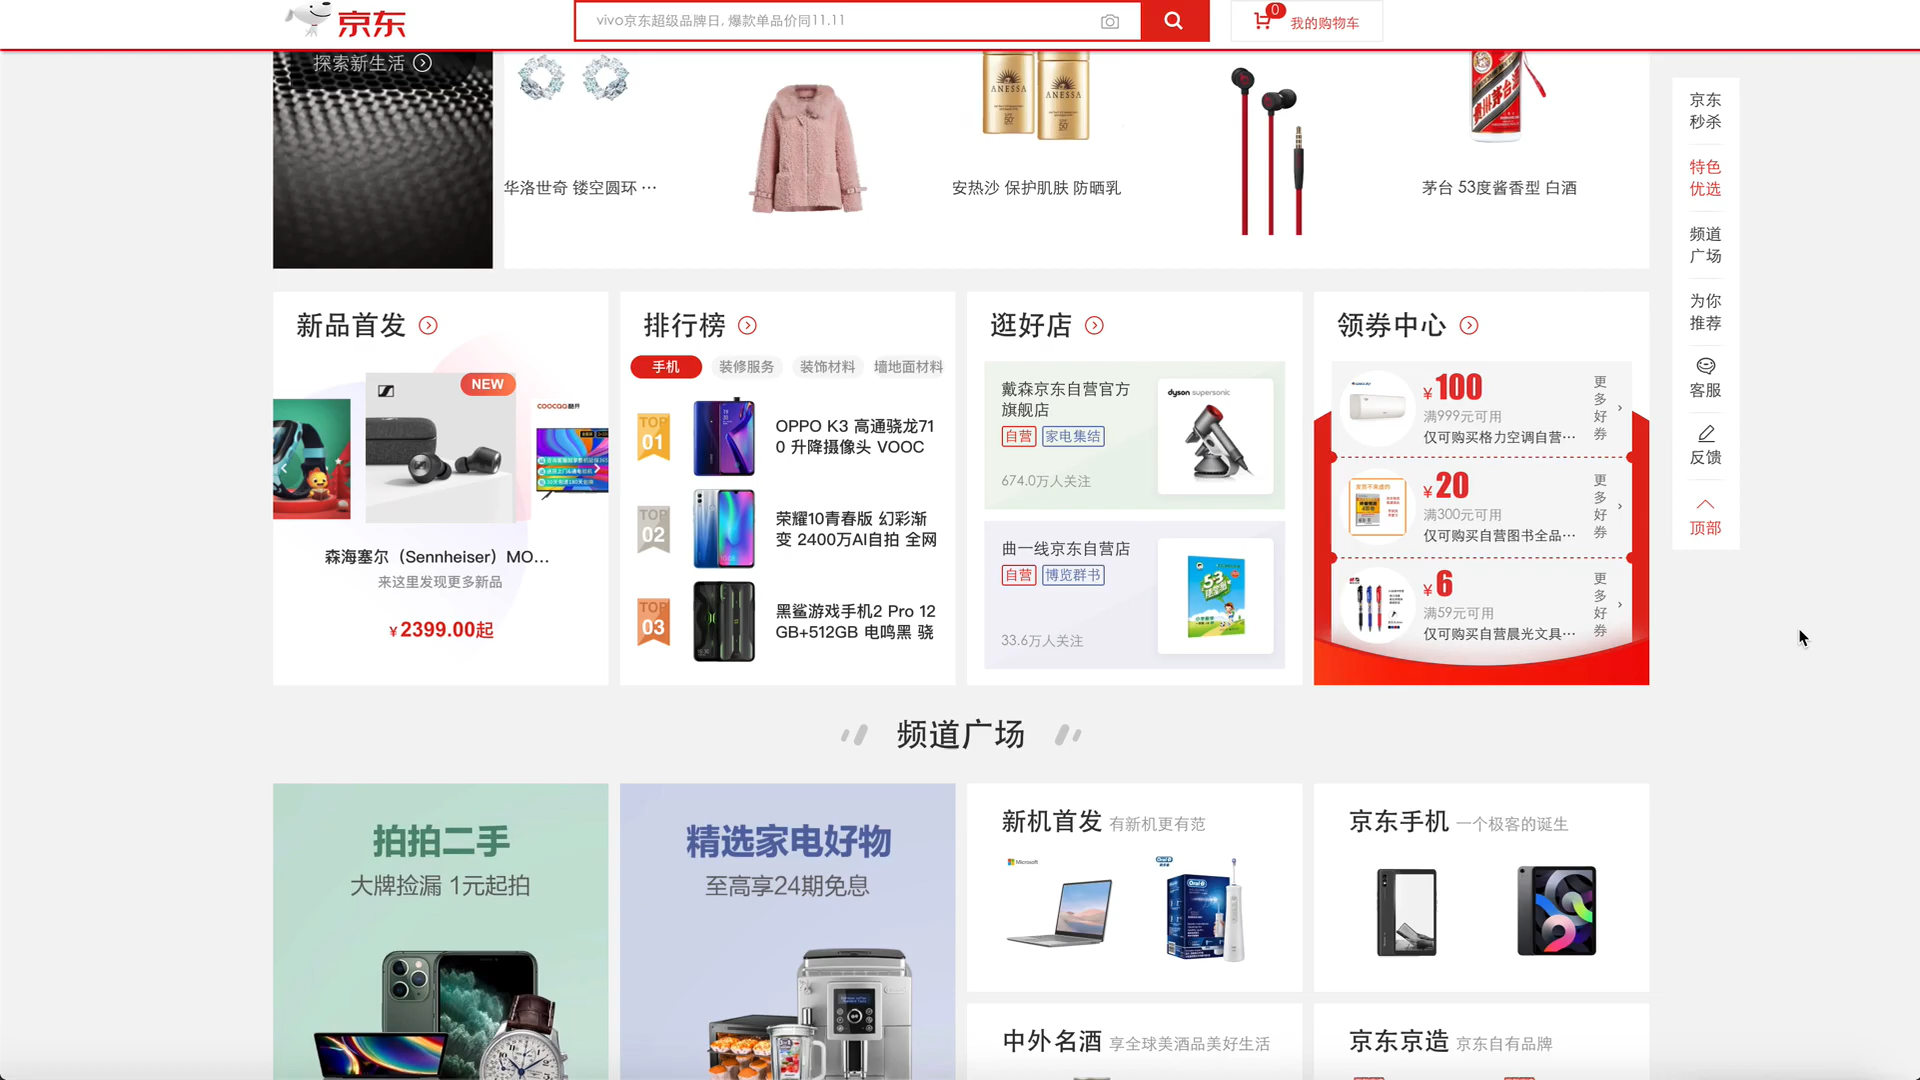 京东
vivo京东超级品牌日, 爆款单品价同11.11
0
我的购物车
探索新生活
华洛世奇 镂空圆环 ···
ANESSA
ANESSA
安热沙 保护肌肤 防晒乳
贵州茅台酒
茅台 53度酱香型 白酒
京东
秒杀
特色
优选
频道
广场
为你
推荐
客服
反馈
顶部
新品首发
NEW
coocaa 酷开
森海塞尔（Sennheiser）MO...
来这里发现更多新品
¥2399.00起
排行榜
手机
装修服务
装饰材料
墙地面材料
TOP
01
OPPO K3 高通骁龙71
0 升降摄像头 VOOC
TOP
02
荣耀10青春版 幻彩渐
变 2400万AI自拍 全网
TOP
03
黑鲨游戏手机2 Pro 12
GB+512GB 电鸣黑 骁
逛好店
戴森京东自营官方
旗舰店
自营
家电集结
674.0万人关注
dyson supersonic
曲一线京东自营店
自营
博览群书
33.6万人关注
5·3
领券中心
¥100
满999元可用
仅可购买格力空调自营···
更多好券
¥20
满300元可用
仅可购买自营图书全品···
更多好券
¥6
满59元可用
仅可购买自营晨光文具···
更多好券
频道广场
拍拍二手
大牌捡漏 1元起拍
精选家电好物
至高享24期免息
新机首发 有新机更有范
Microsoft
Oral-B
Oral-B
京东手机 一个极客的诞生
中外名酒 享全球美酒品美好生活
京东京造 京东自有品牌